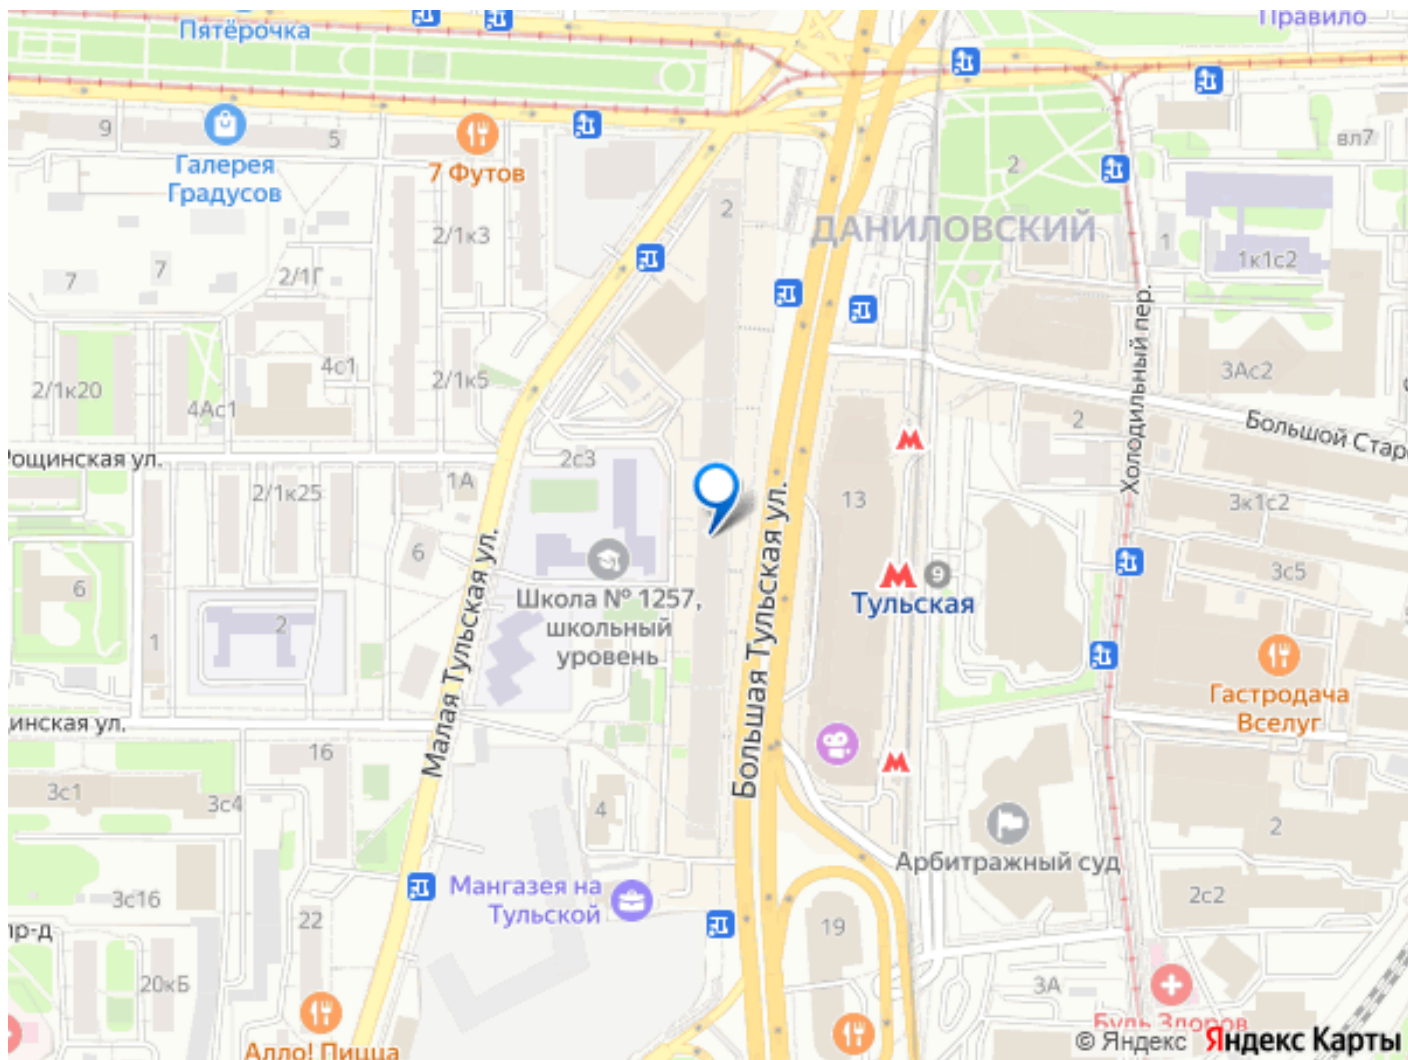 Правило
Пятёрочка
9
5
вл7
Галерея
Градусов
7 Футов
2
2
ДАНИЛОВСКИЙ
2/1к3
1
1к1с2
7
7
2/1Г
Холодильный пер.
4с1
2/1к5
3Ас2
2/1к20
4Ас1
2
Большой Старо
Рощинская ул.
2с3
1А
2/1к25
13
3к1с2
Большая Тульская ул.
Малая Тульская ул.
6
9
3с5
6
Тульская
Школа № 1257,
школьный
уровень
2
1
Гастродача
Вселуг
инская ул.
16
3с1
3с4
4
2
Арбитражный суд
Мангазея на
Тульской
3с16
2с2
22
19
пр-д
20кБ
3А
Будь Здоров
Алло! Пицца
© Яндекс Яндекс Карты